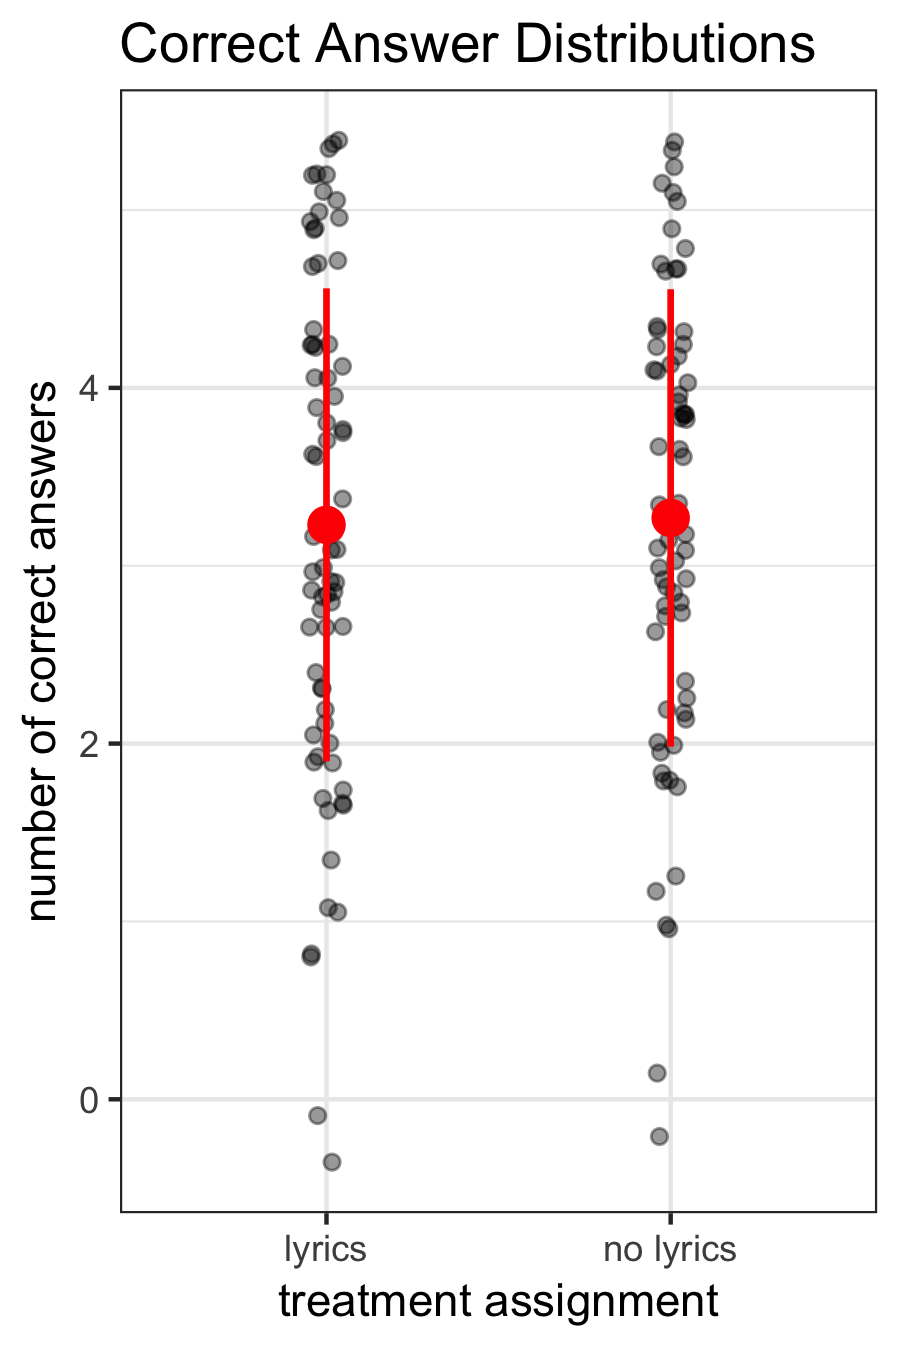 Correct Answer Distributions
number of correct answers
4
2
0
lyrics
no lyrics
treatment assignment